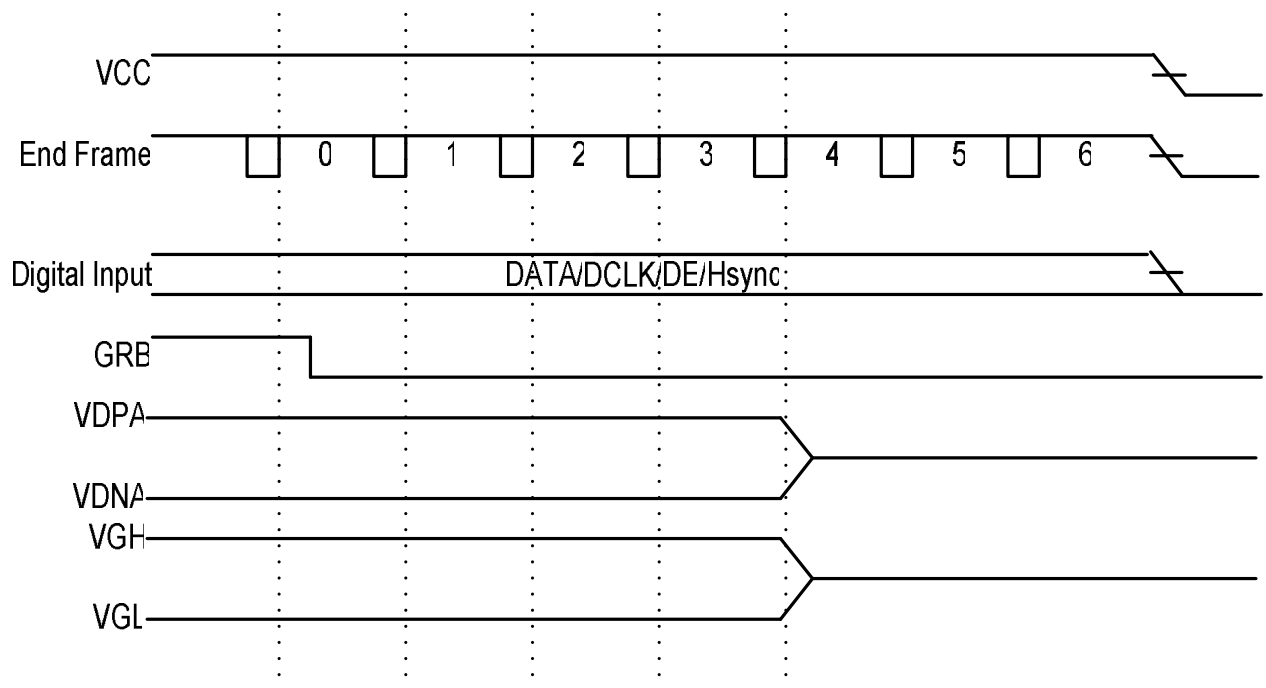 VCC
End Frame
0 1 2 3 4 5 6
Digital Input
DATA/DCLK/DE/Hsync
GRB
VDPA
VDNA
VGH
VGL